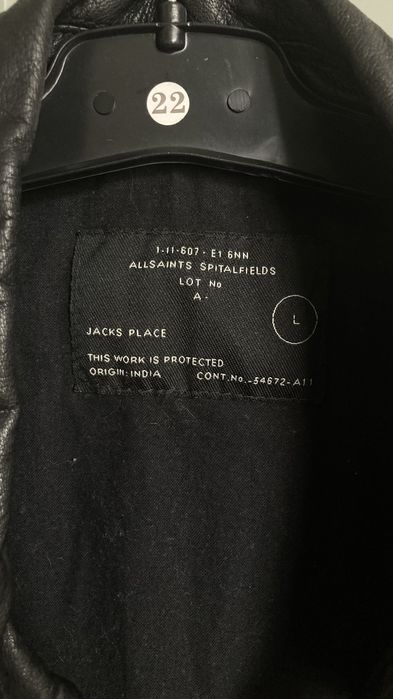 22
1-11-607 - E1 6NN
ALLSAINTS SPITALFIELDS
LOT No
A-
L
JACKS PLACE
THIS WORK IS PROTECTED
ORIGIN: INDIA CONT.No.-54672-A11